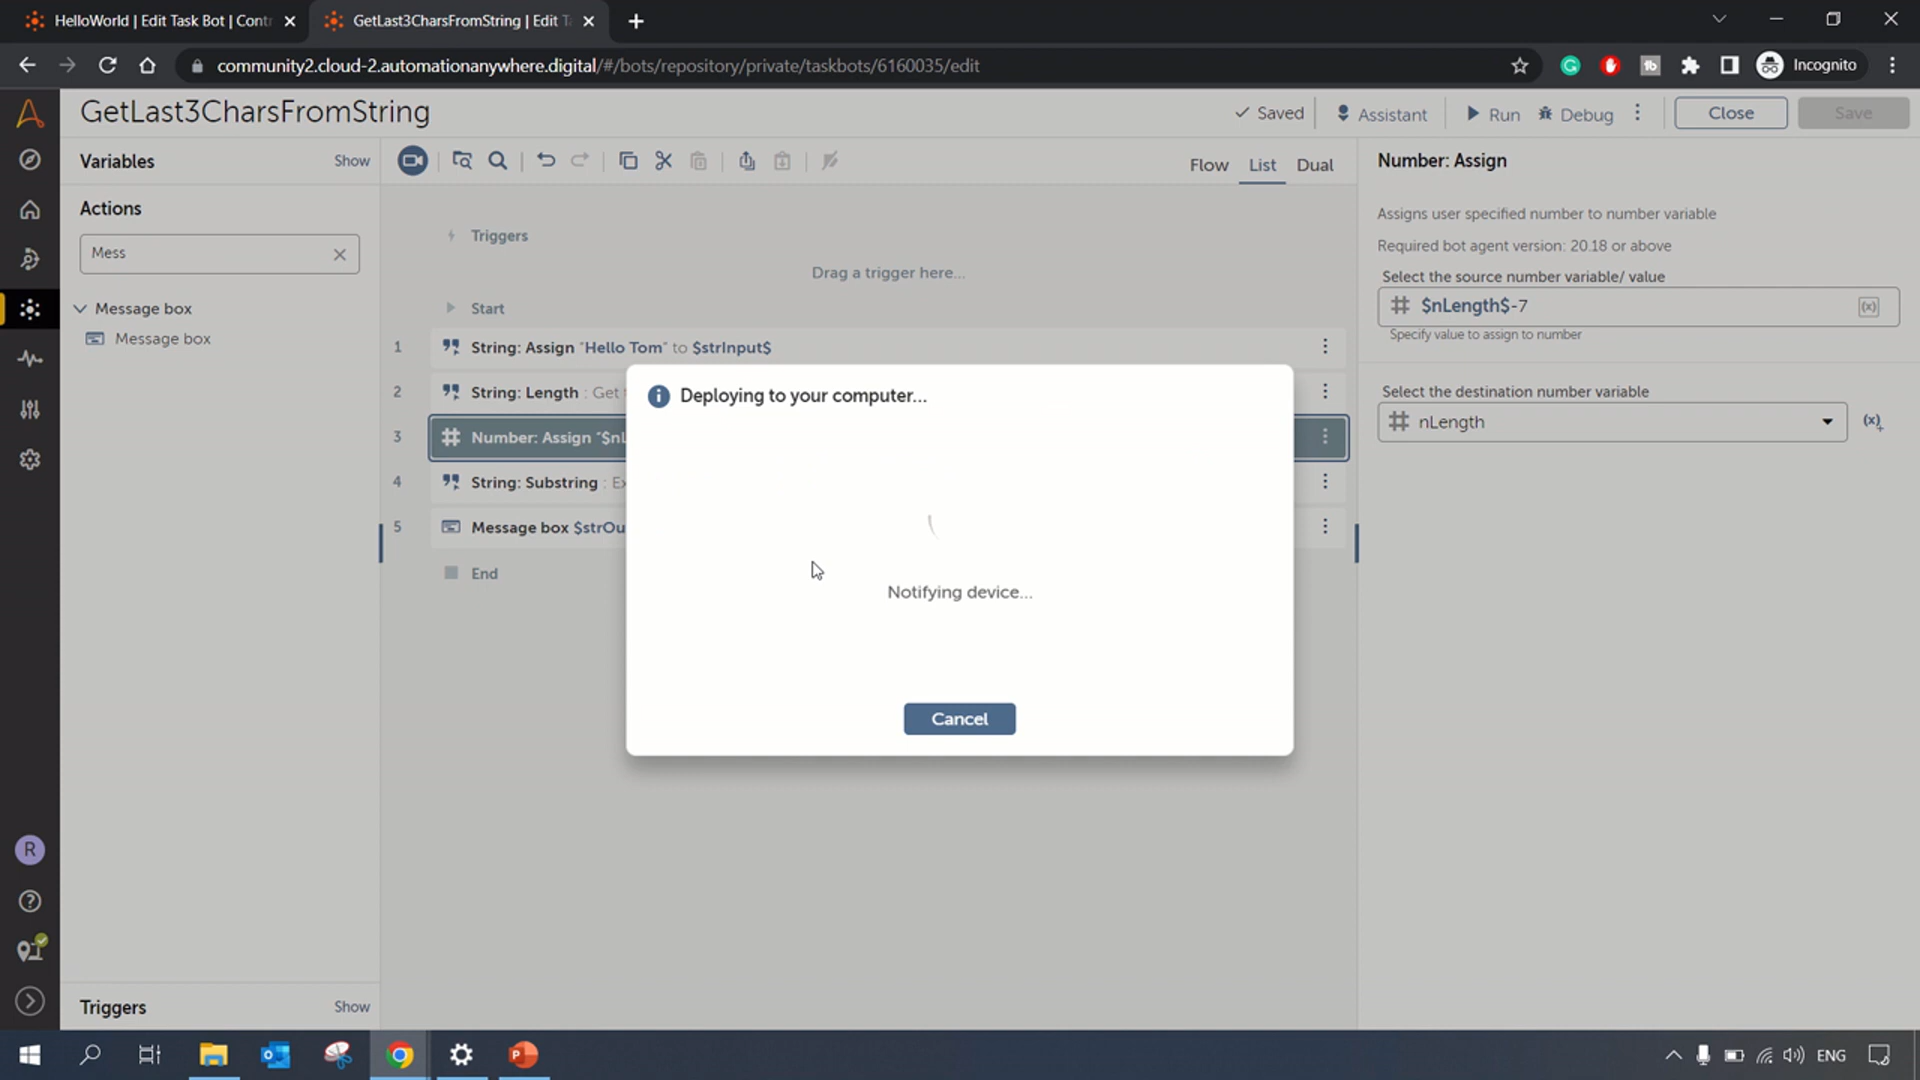 HelloWorld | Edit Task Bot | Contr
GetLast3CharsFromString | Edit T
community2.cloud-2.automationanywhere.digital/#/bots/repository/private/taskbots/6160035/edit
Incognito
GetLast3CharsFromString
Saved
Assistant
Run
Debug
Close
Save
Variables
Show
Flow
List
Dual
Number: Assign
Actions
Mess
Message box
Message box
Triggers
Drag a trigger here...
Start
1 String: Assign "Hello Tom" to $strInput$
2 String: Length : Get
3 Number: Assign "$nL
4 String: Substring : Ex
5 Message box $strOu
End
Deploying to your computer...
Notifying device...
Cancel
Assigns user specified number to number variable
Required bot agent version: 20.18 or above
Select the source number variable/ value
$nLength$-7
(x)
Specify value to assign to number
Select the destination number variable
nLength
(x)+
R
Triggers
Show
ENG